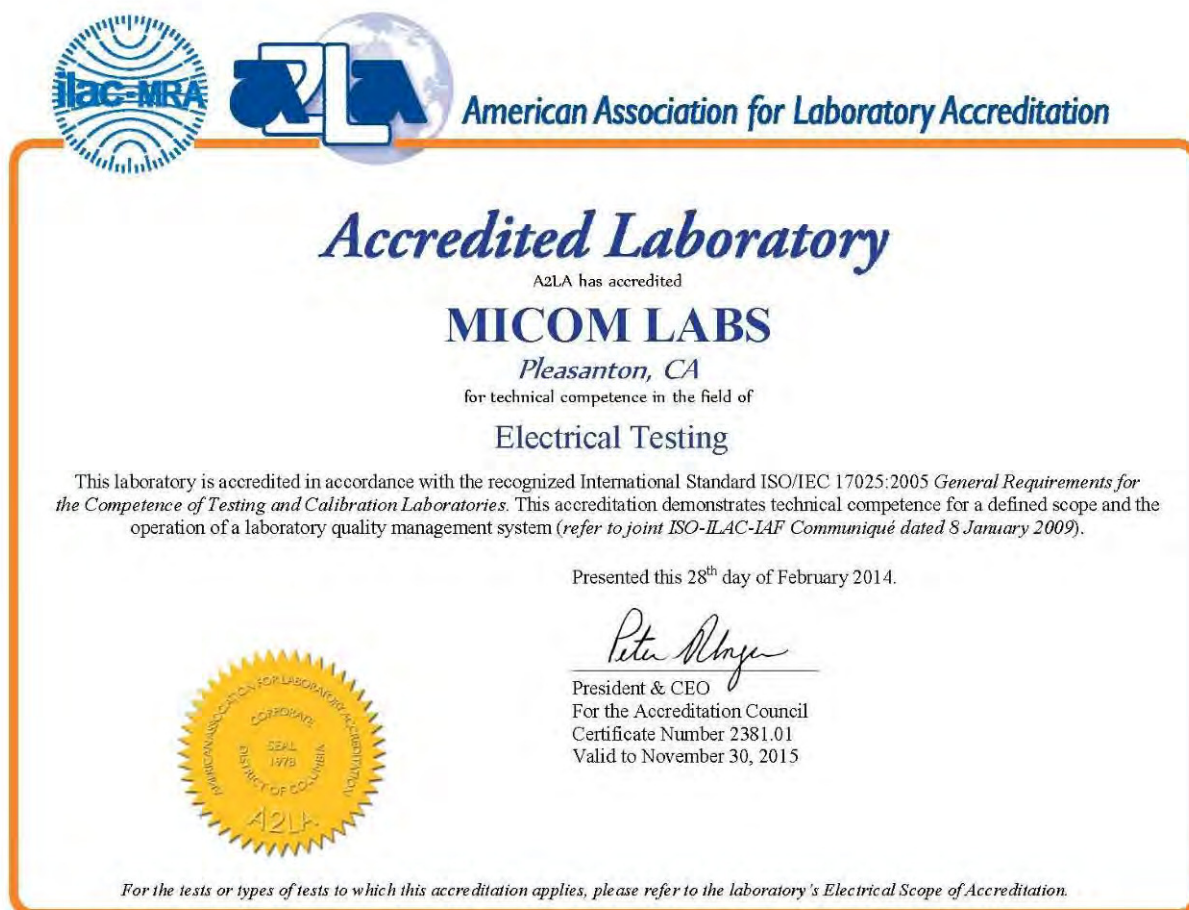 ilac-MRA
A2LA
American Association for Laboratory Accreditation
Accredited Laboratory
A2LA has accredited
MICOM LABS
Pleasanton, CA
for technical competence in the field of
Electrical Testing
This laboratory is accredited in accordance with the recognized International Standard ISO/IEC 17025:2005 General Requirements for
the Competence of Testing and Calibration Laboratories. This accreditation demonstrates technical competence for a defined scope and the
operation of a laboratory quality management system (refer to joint ISO-ILAC-IAF Communiqué dated 8 January 2009).
Presented this 28th day of February 2014.
President & CEO
For the Accreditation Council
Certificate Number 2381.01
Valid to November 30, 2015
AMERICAN ASSOCIATION FOR LABORATORY ACCREDITATION
CORPORATE
SEAL
1978
DISTRICT OF COLUMBIA
A2LA
For the tests or types of tests to which this accreditation applies, please refer to the laboratory's Electrical Scope of Accreditation.